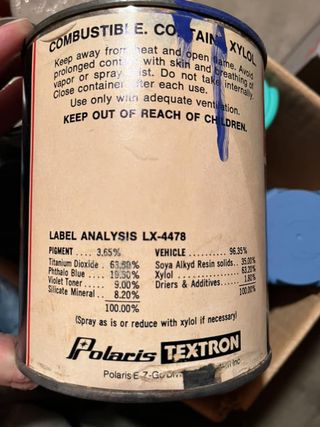 COMBUSTIBLE. CONTAINS XYLOL
Keep away from heat and open flame. Avoid
prolonged contact with skin and breathing of
vapor or spray mist. Do not take internally.
Close container after each use.
Use only with adequate ventilation.
KEEP OUT OF REACH OF CHILDREN.
LABEL ANALYSIS LX-4478
PIGMENT .... 3.65% VEHICLE .............. 96.35%
Titanium Dioxide . 63.50% Soya Alkyd Resin solids.. 35.00%
Phthalo Blue .... 19.30% Xylol ................ 63.20%
Violet Toner ..... 9.00% Driers & Additives ...... 1.80%
Silicate Mineral ... 8.20% 100.00%
100.00%
(Spray as is or reduce with xylol if necessary)
Polaris TEXTRON
Polaris E-Z-Go Textron Inc